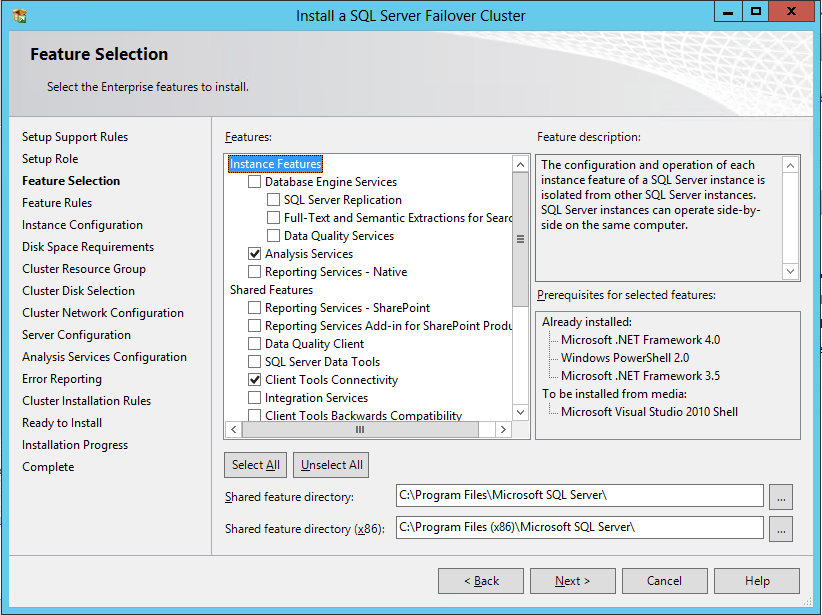 Install a SQL Server Failover Cluster
Feature Selection
Select the Enterprise features to install.
Setup Support Rules
Setup Role
Feature Selection
Feature Rules
Instance Configuration
Disk Space Requirements
Cluster Resource Group
Cluster Disk Selection
Cluster Network Configuration
Server Configuration
Analysis Services Configuration
Error Reporting
Cluster Installation Rules
Ready to Install
Installation Progress
Complete
Features:
Instance Features
Database Engine Services
SQL Server Replication
Full-Text and Semantic Extractions for Searc
Data Quality Services
Analysis Services
Reporting Services - Native
Shared Features
Reporting Services - SharePoint
Reporting Services Add-in for SharePoint Produ
Data Quality Client
SQL Server Data Tools
Client Tools Connectivity
Integration Services
Client Tools Backwards Compatibility
Feature description:
The configuration and operation of each
instance feature of a SQL Server instance is
isolated from other SQL Server instances.
SQL Server instances can operate side-by-
side on the same computer.
Prerequisites for selected features:
Already installed:
Microsoft .NET Framework 4.0
Windows PowerShell 2.0
Microsoft .NET Framework 3.5
To be installed from media:
Microsoft Visual Studio 2010 Shell
Select All
Unselect All
Shared feature directory:
C:\Program Files\Microsoft SQL Server\
...
Shared feature directory (x86):
C:\Program Files (x86)\Microsoft SQL Server\
...
< Back
Next >
Cancel
Help